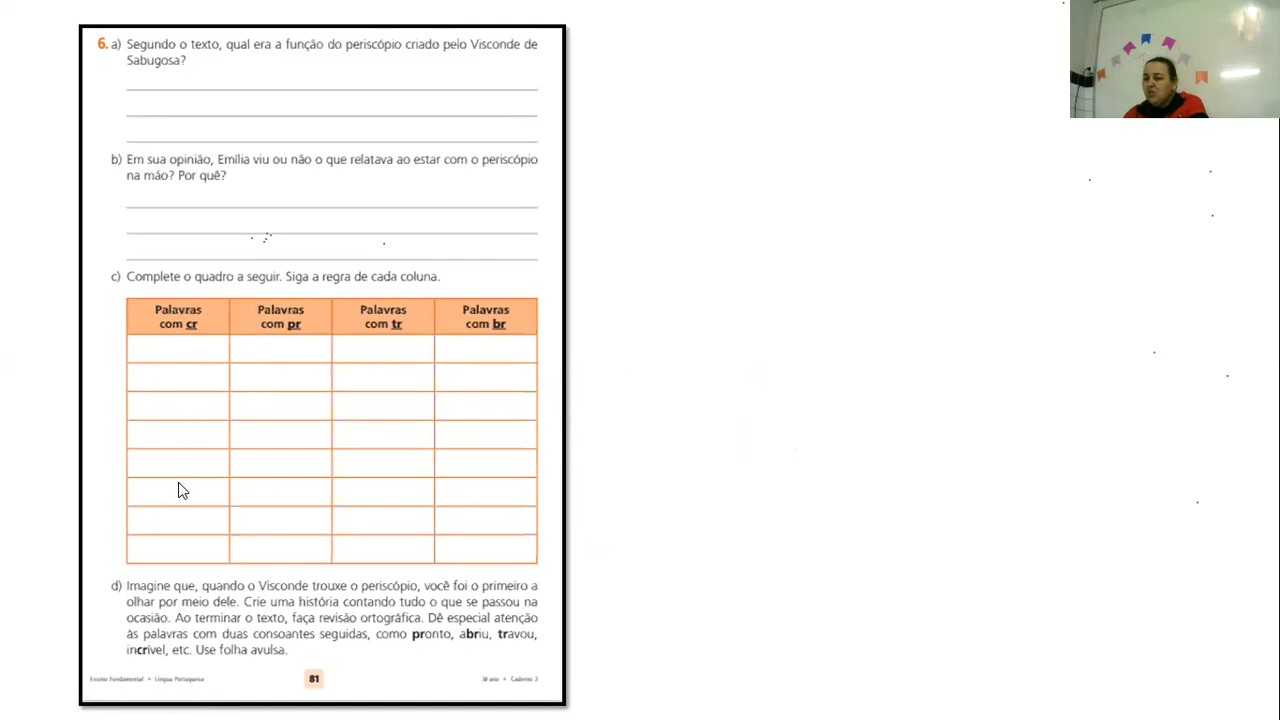 6. a) Segundo o texto, qual era a função do periscópio criado pelo Visconde de
Sabugosa?
b) Em sua opinião, Emília viu ou não o que relatava ao estar com o periscópio
na mão? Por quê?
c) Complete o quadro a seguir. Siga a regra de cada coluna.
Palavras com cr
Palavras com pr
Palavras com tr
Palavras com br
d) Imagine que, quando o Visconde trouxe o periscópio, você foi o primeiro a
olhar por meio dele. Crie uma história contando tudo o que se passou na
ocasião. Ao terminar o texto, faça revisão ortográfica. Dê especial atenção
às palavras com duas consoantes seguidas, como pronto, abriu, travou,
incrível, etc. Use folha avulsa.
Ensino Fundamental • Língua Portuguesa
81
3º ano • Caderno 2